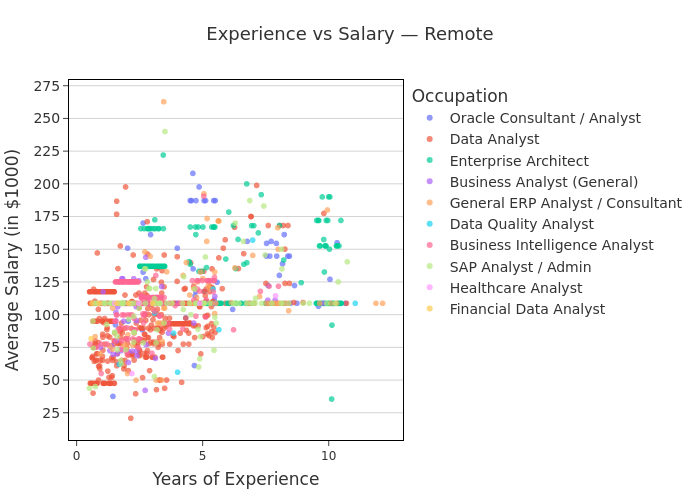 Experience vs Salary — Remote
Average Salary (in $1000)
275
250
225
200
175
150
125
100
75
50
25
0
5
10
Years of Experience
Occupation
Oracle Consultant / Analyst
Data Analyst
Enterprise Architect
Business Analyst (General)
General ERP Analyst / Consultant
Data Quality Analyst
Business Intelligence Analyst
SAP Analyst / Admin
Healthcare Analyst
Financial Data Analyst